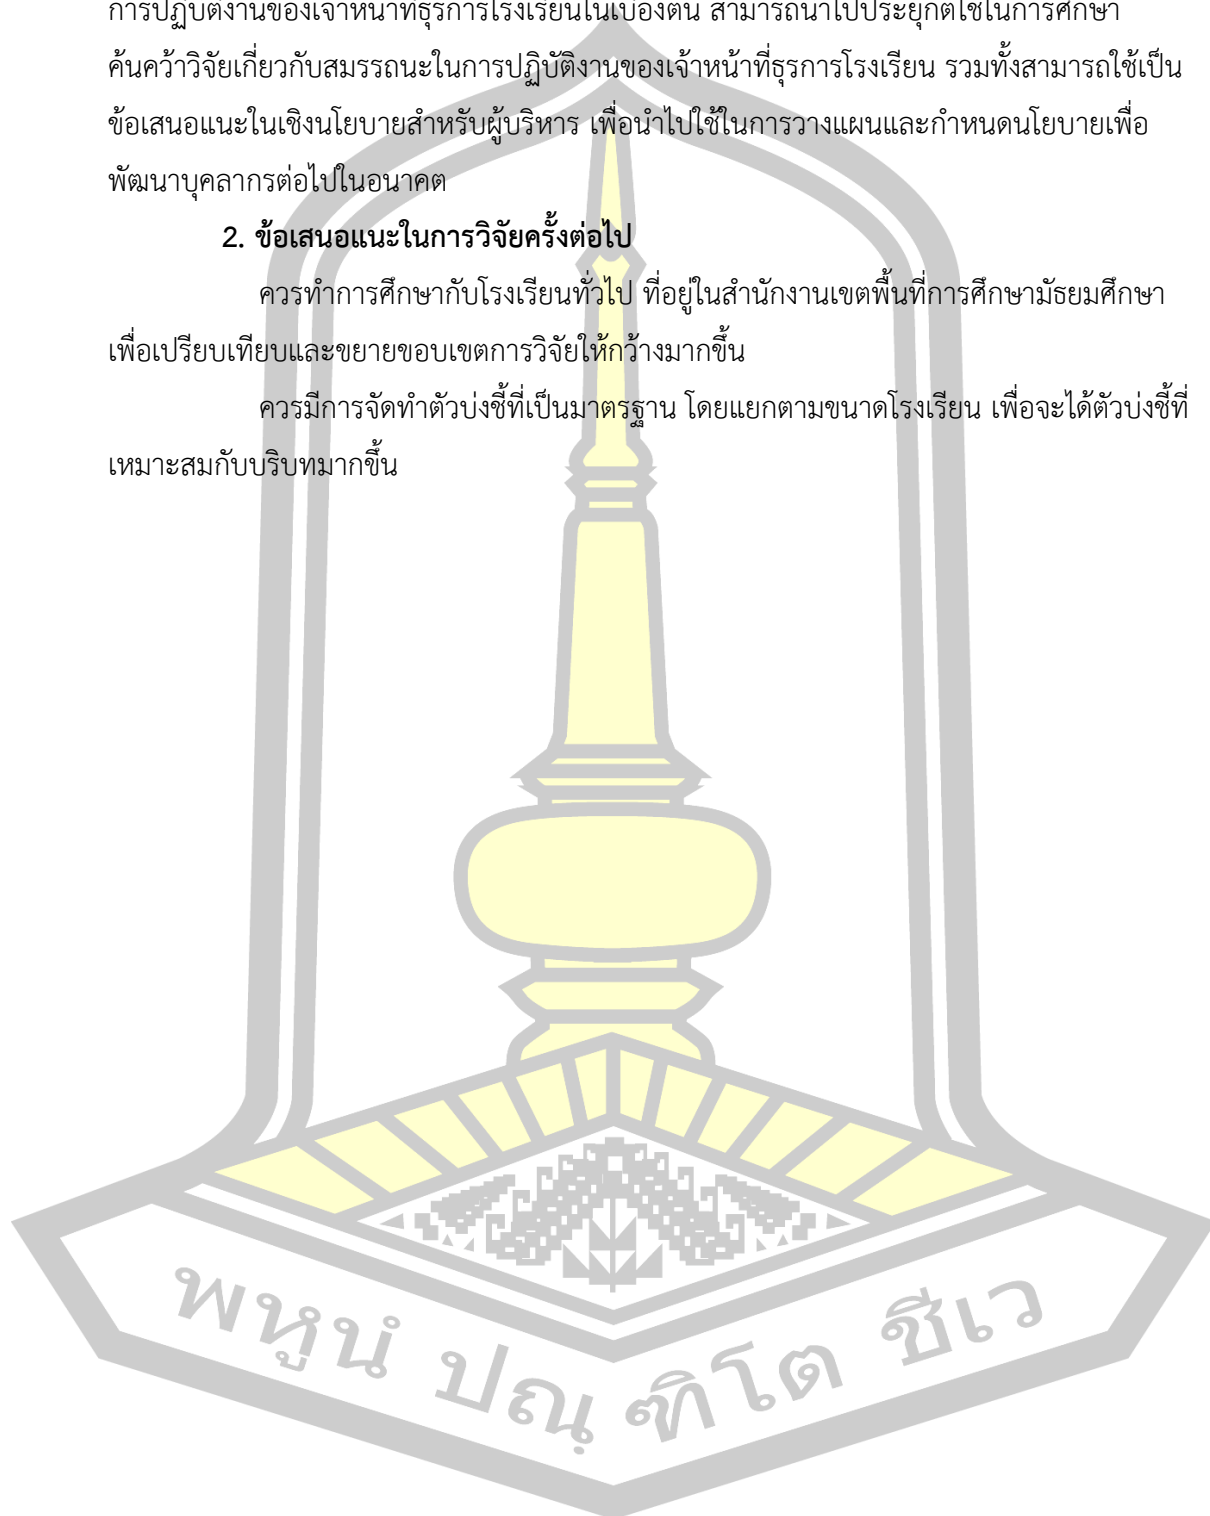 การปฏิบัติงานของเจ้าหน้าที่ธุรการโรงเรียนในเบื้องต้น สามารถนำไปประยุกต์ใช้ในการศึกษา
ค้นคว้าวิจัยเกี่ยวกับสมรรถนะในการปฏิบัติงานของเจ้าหน้าที่ธุรการโรงเรียน รวมทั้งสามารถใช้เป็น
ข้อเสนอแนะในเชิงนโยบายสำหรับผู้บริหาร เพื่อนำไปใช้ในการวางแผนและกำหนดนโยบายเพื่อ
พัฒนาบุคลากรต่อไปในอนาคต
2. ข้อเสนอแนะในการวิจัยครั้งต่อไป
ควรทำการศึกษากับโรงเรียนทั่วไป ที่อยู่ในสำนักงานเขตพื้นที่การศึกษามัธยมศึกษา
เพื่อเปรียบเทียบและขยายขอบเขตการวิจัยให้กว้างมากขึ้น
ควรมีการจัดทำตัวบ่งชี้ที่เป็นมาตรฐาน โดยแยกตามขนาดโรงเรียน เพื่อจะได้ตัวบ่งชี้ที่
เหมาะสมกับบริบทมากขึ้น
พหูนํ ปณฺฑิโต ชีเว